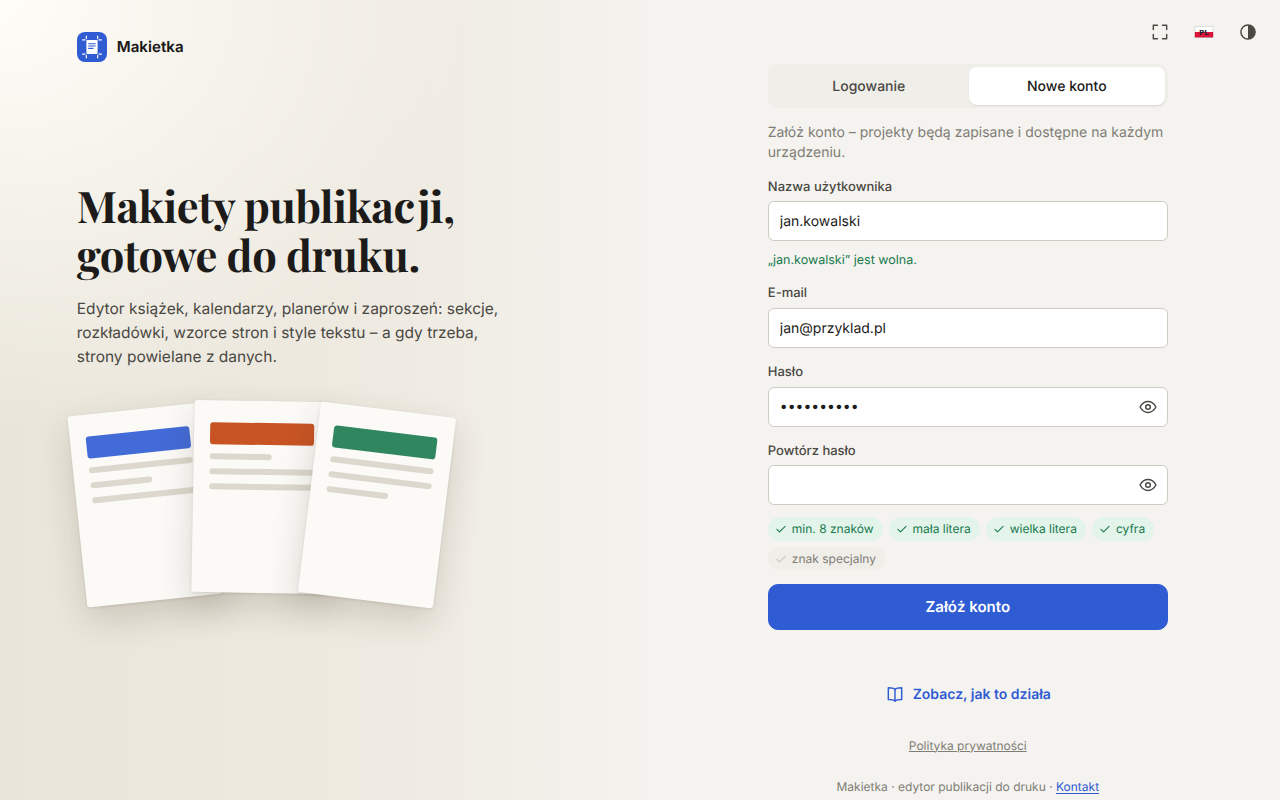 Makietka
PL
Logowanie
Nowe konto
Załóż konto – projekty będą zapisane i dostępne na każdym
urządzeniu.
Makiety publikacji,
gotowe do druku.
Edytor książek, kalendarzy, planerów i zaproszeń: sekcje,
rozkładówki, wzorce stron i style tekstu – a gdy trzeba,
strony powielane z danych.
Nazwa użytkownika
jan.kowalski
„jan.kowalski” jest wolna.
E-mail
jan@przyklad.pl
Hasło
••••••••••
Powtórz hasło
min. 8 znaków
mała litera
wielka litera
cyfra
znak specjalny
Załóż konto
Zobacz, jak to działa
Polityka prywatności
Makietka · edytor publikacji do druku · Kontakt